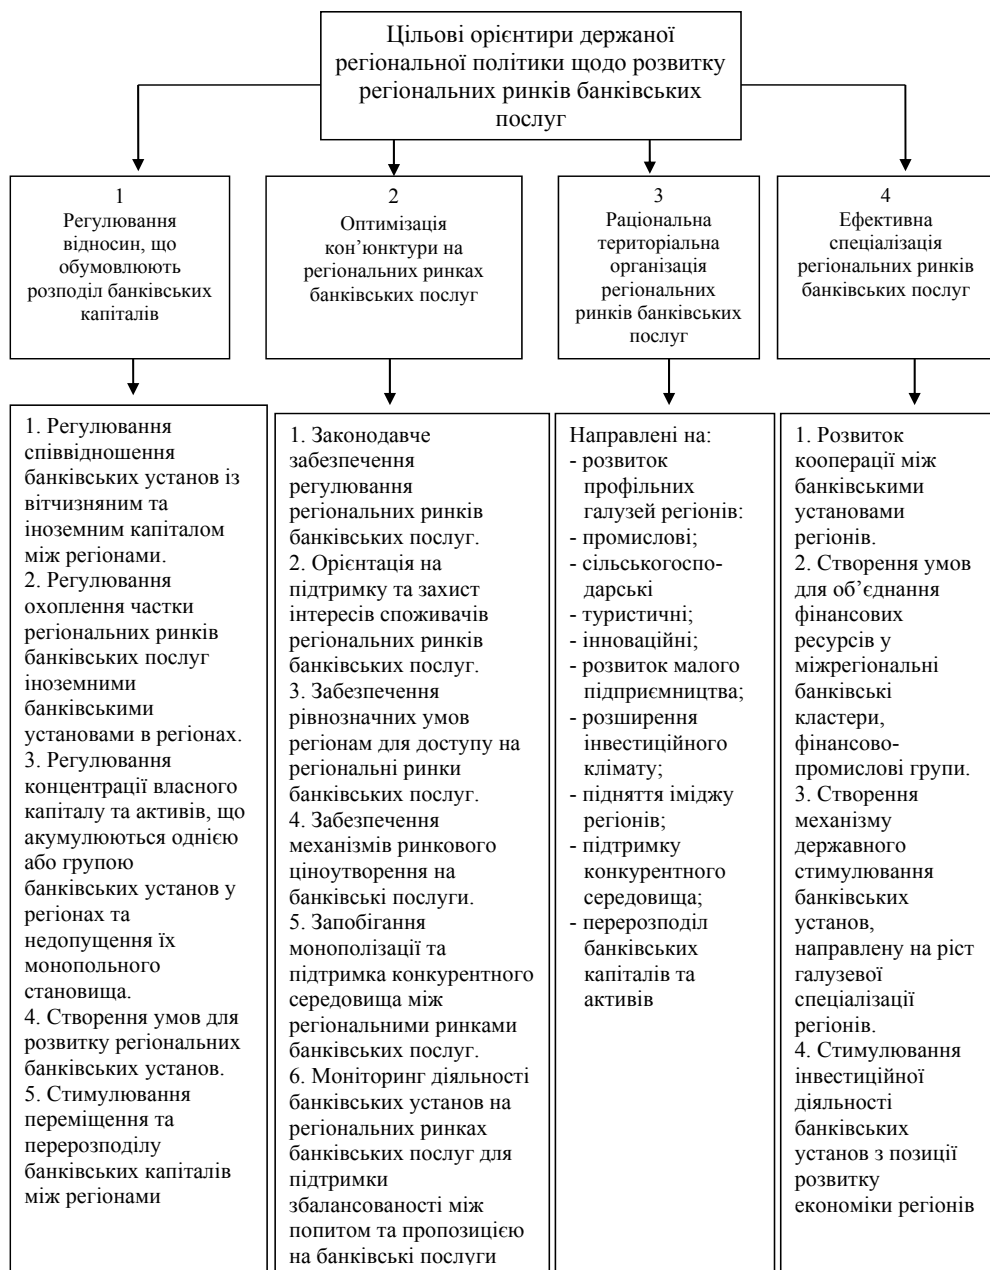 Цільові орієнтири держаної
регіональної політики щодо розвитку
регіональних ринків банківських
послуг
1
Регулювання
відносин, що
обумовлюють
розподіл банківських
капіталів
2
Оптимізація
кон’юнктури на
регіональних ринках
банківських послуг
3
Раціональна
територіальна
організація
регіональних
ринків банківських
послуг
4
Ефективна
спеціалізація
регіональних ринків
банківських послуг
1. Регулювання
співвідношення
банківських установ із
вітчизняним та
іноземним капіталом
між регіонами.
2. Регулювання
охоплення частки
регіональних ринків
банківських послуг
іноземними
банківськими
установами в регіонах.
3. Регулювання
концентрації власного
капіталу та активів, що
акумулюються однією
або групою
банківських установ у
регіонах та
недопущення їх
монопольного
становища.
4. Створення умов для
розвитку регіональних
банківських установ.
5. Стимулювання
переміщення та
перерозподілу
банківських капіталів
між регіонами
1. Законодавче
забезпечення
регулювання
регіональних ринків
банківських послуг.
2. Орієнтація на
підтримку та захист
інтересів споживачів
регіональних ринків
банківських послуг.
3. Забезпечення
рівнозначних умов
регіонам для доступу на
регіональні ринки
банківських послуг.
4. Забезпечення
механізмів ринкового
ціноутворення на
банківські послуги.
5. Запобігання
монополізації та
підтримка конкурентного
середовища між
регіональними ринками
банківських послуг.
6. Моніторинг діяльності
банківських установ на
регіональних ринках
банківських послуг для
підтримки
збалансованості між
попитом та пропозицією
на банківські послуги
Направлені на:
- розвиток
профільних
галузей регіонів:
- промислові;
- сільськогоспо-
дарські
- туристичні;
- інноваційні;
- розвиток малого
підприємництва;
- розширення
інвестиційного
клімату;
- підняття іміджу
регіонів;
- підтримку
конкурентного
середовища;
- перерозподіл
банківських
капіталів та
активів
1. Розвиток
кооперації між
банківськими
установами
регіонів.
2. Створення умов
для об’єднання
фінансових
ресурсів у
міжрегіональні
банківські
кластери,
фінансово-
промислові групи.
3. Створення
механізму
державного
стимулювання
банківських
установ,
направлену на ріст
галузевої
спеціалізації
регіонів.
4. Стимулювання
інвестиційної
діяльності
банківських
установ з позиції
розвитку
економіки регіонів